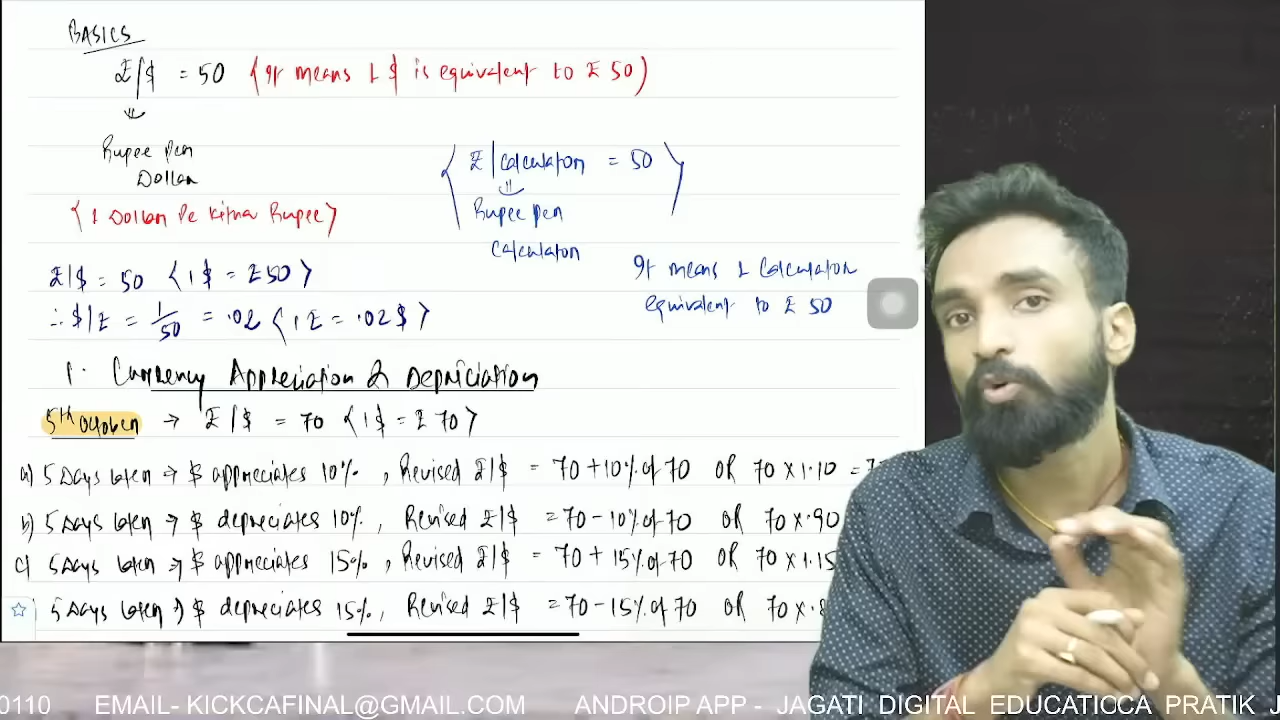 BASICS
₹/$ = 50 (It means 1 $ is equivalent to ₹ 50)
Rupee per
Dollar
{1 Dollar Pe Kitna Rupee}
₹/calculator = 50
Rupee per
calculator
It means 1 calculator
equivalent to ₹ 50
₹/$ = 50 <1 $ = ₹50>
∴ $/₹ = 1/50 = .02 <1 ₹ = .02 $>
1. Currency Appreciation & Depriciation
5th October → ₹/$ = 70 <1$ = ₹ 70>
a) 5 Days later → $ appreciates 10%, Revised ₹/$ = 70 + 10% of 70 OR 70 x 1.10 = 7
b) 5 Days later → $ depreciates 10%, Revised ₹/$ = 70 - 10% of 70 OR 70 x .90
c) 5 Days later → $ appreciates 15%, Revised ₹/$ = 70 + 15% of 70 OR 70 x 1.15
5 Days later → $ depreciates 15%, Revised ₹/$ = 70 - 15% of 70 OR 70 x .8
0110 EMAIL- KICKCAFINAL@GMAIL.COM ANDROIP APP - JAGATI DIGITAL EDUCATIOCA PRATIK J